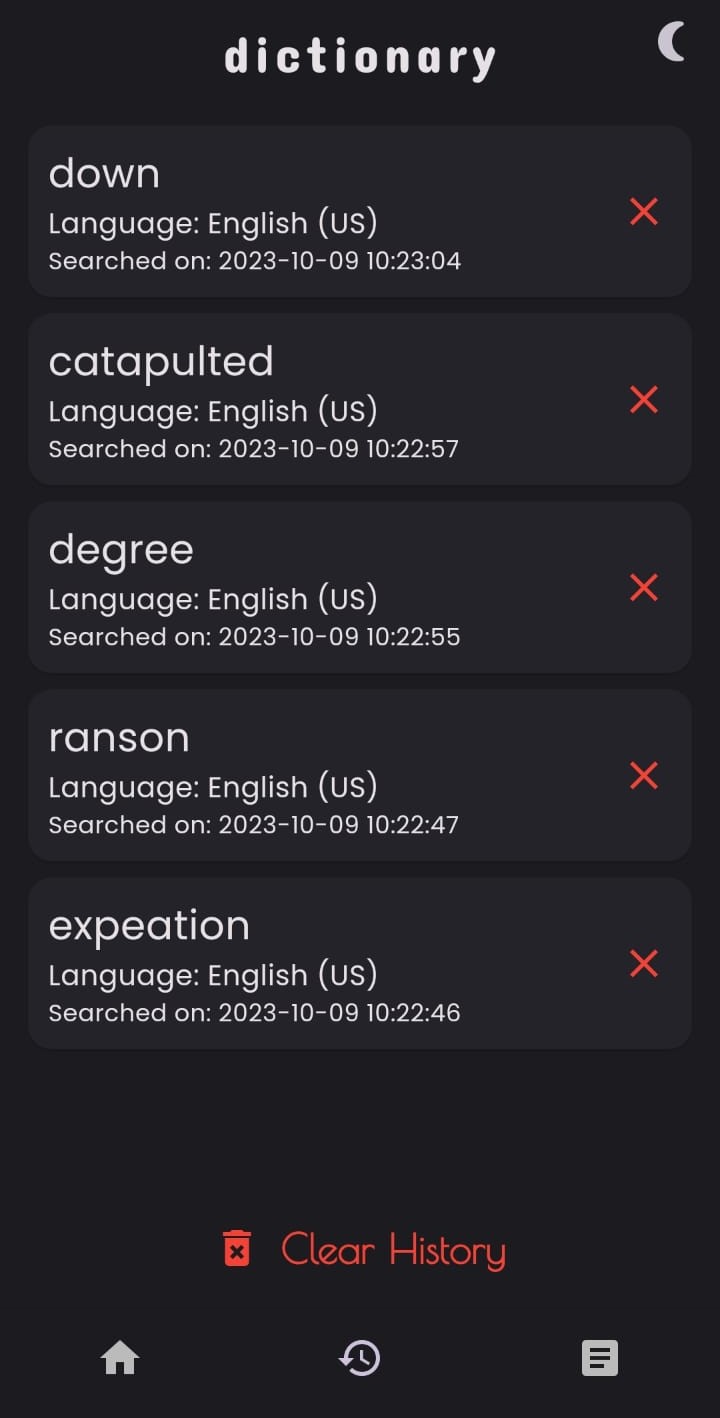 dictionary
down
Language: English (US)
Searched on: 2023-10-09 10:23:04
catapulted
Language: English (US)
Searched on: 2023-10-09 10:22:57
degree
Language: English (US)
Searched on: 2023-10-09 10:22:55
ranson
Language: English (US)
Searched on: 2023-10-09 10:22:47
expeation
Language: English (US)
Searched on: 2023-10-09 10:22:46
Clear History